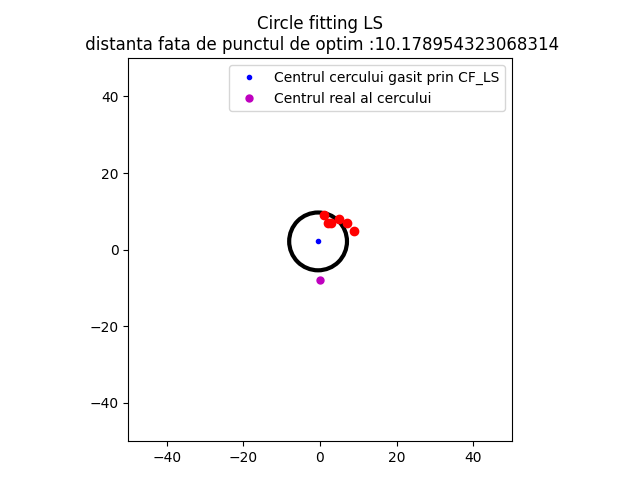 Circle fitting LS
distanta fata de punctul de optim :10.178954323068314
Centrul cercului gasit prin CF_LS
Centrul real al cercului
40
20
0
−20
−40
−40 −20 0 20 40